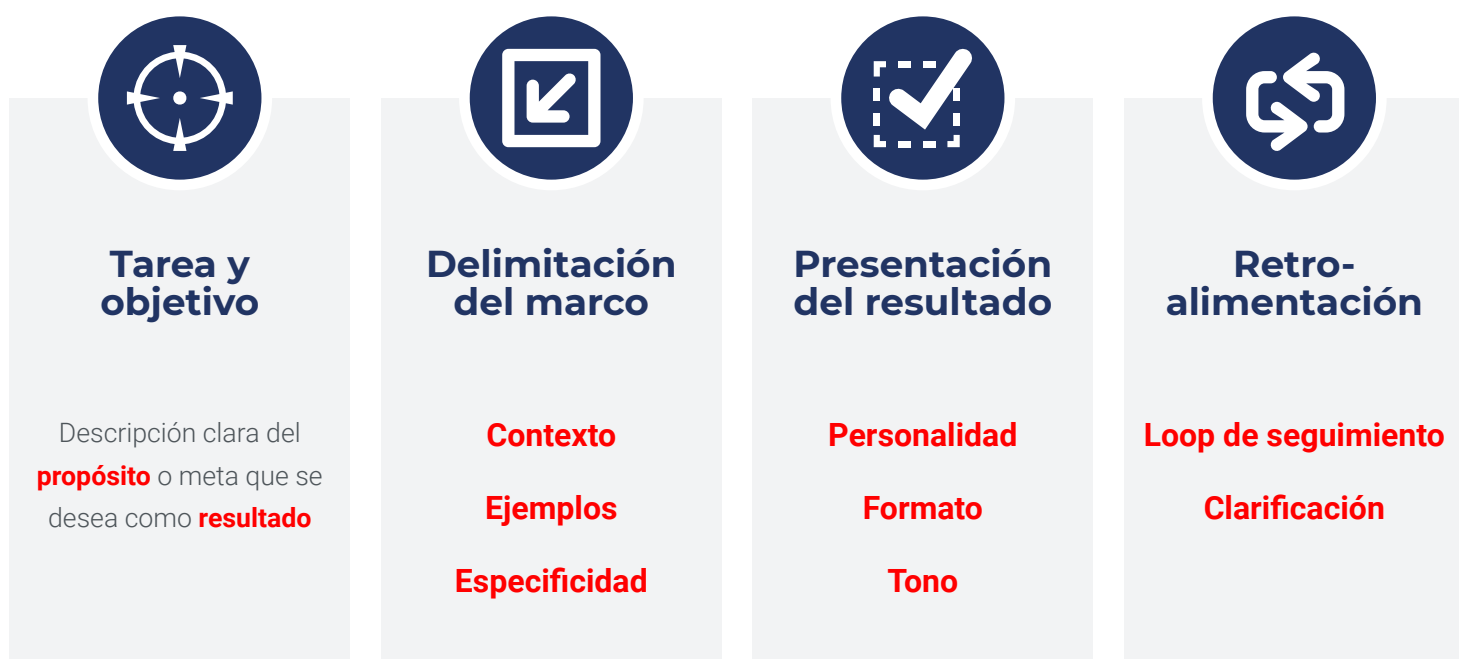 Tarea y
objetivo
Descripción clara del
propósito o meta que se
desea como resultado
Delimitación
del marco
Contexto
Ejemplos
Especificidad
Presentación
del resultado
Personalidad
Formato
Tono
Retro-
alimentación
Loop de seguimiento
Clarificación